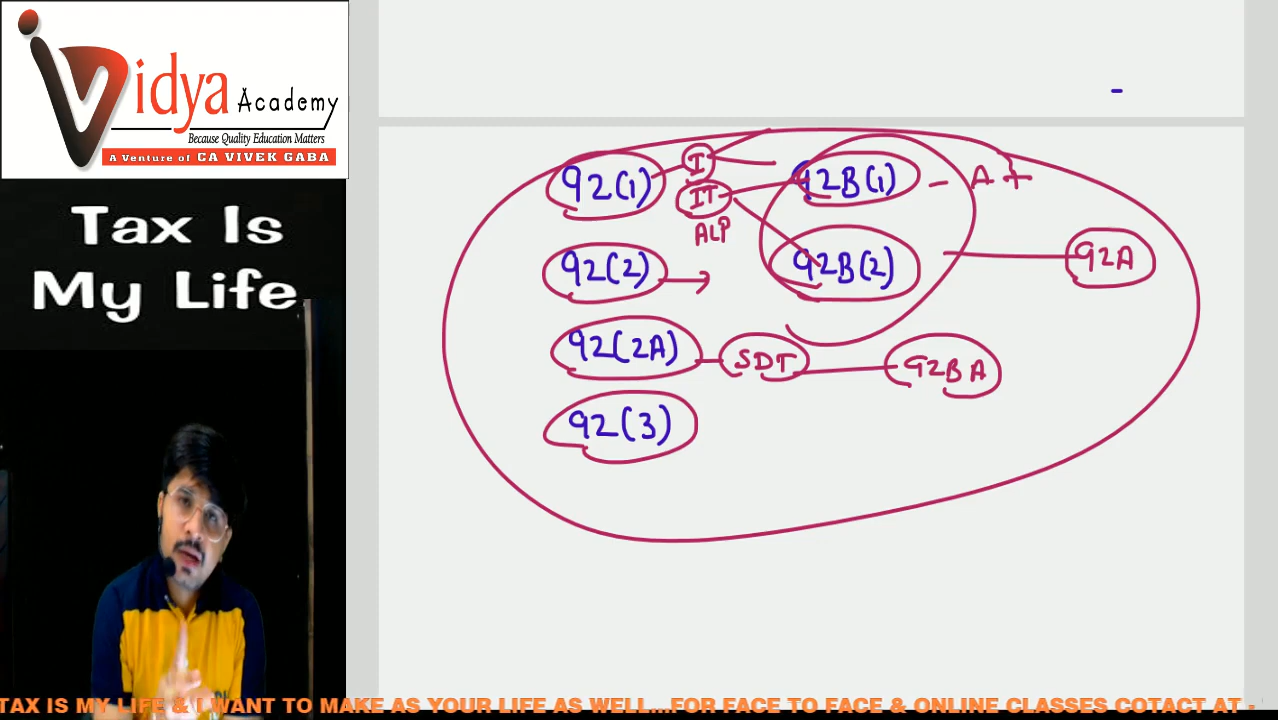 Vidya Academy
Because Quality Education Matters
A Venture of CA VIVEK GABA
Tax Is
My Life
92(1) I 92B(1) - A +
IT
ALP
92(2) 92B(2) 92A
92(2A) SDT 92BA
92(3)
TAX IS MY LIFE & I WANT TO MAKE AS YOUR LIFE AS WELL...FOR FACE TO FACE & ONLINE CLASSES COTACT AT -